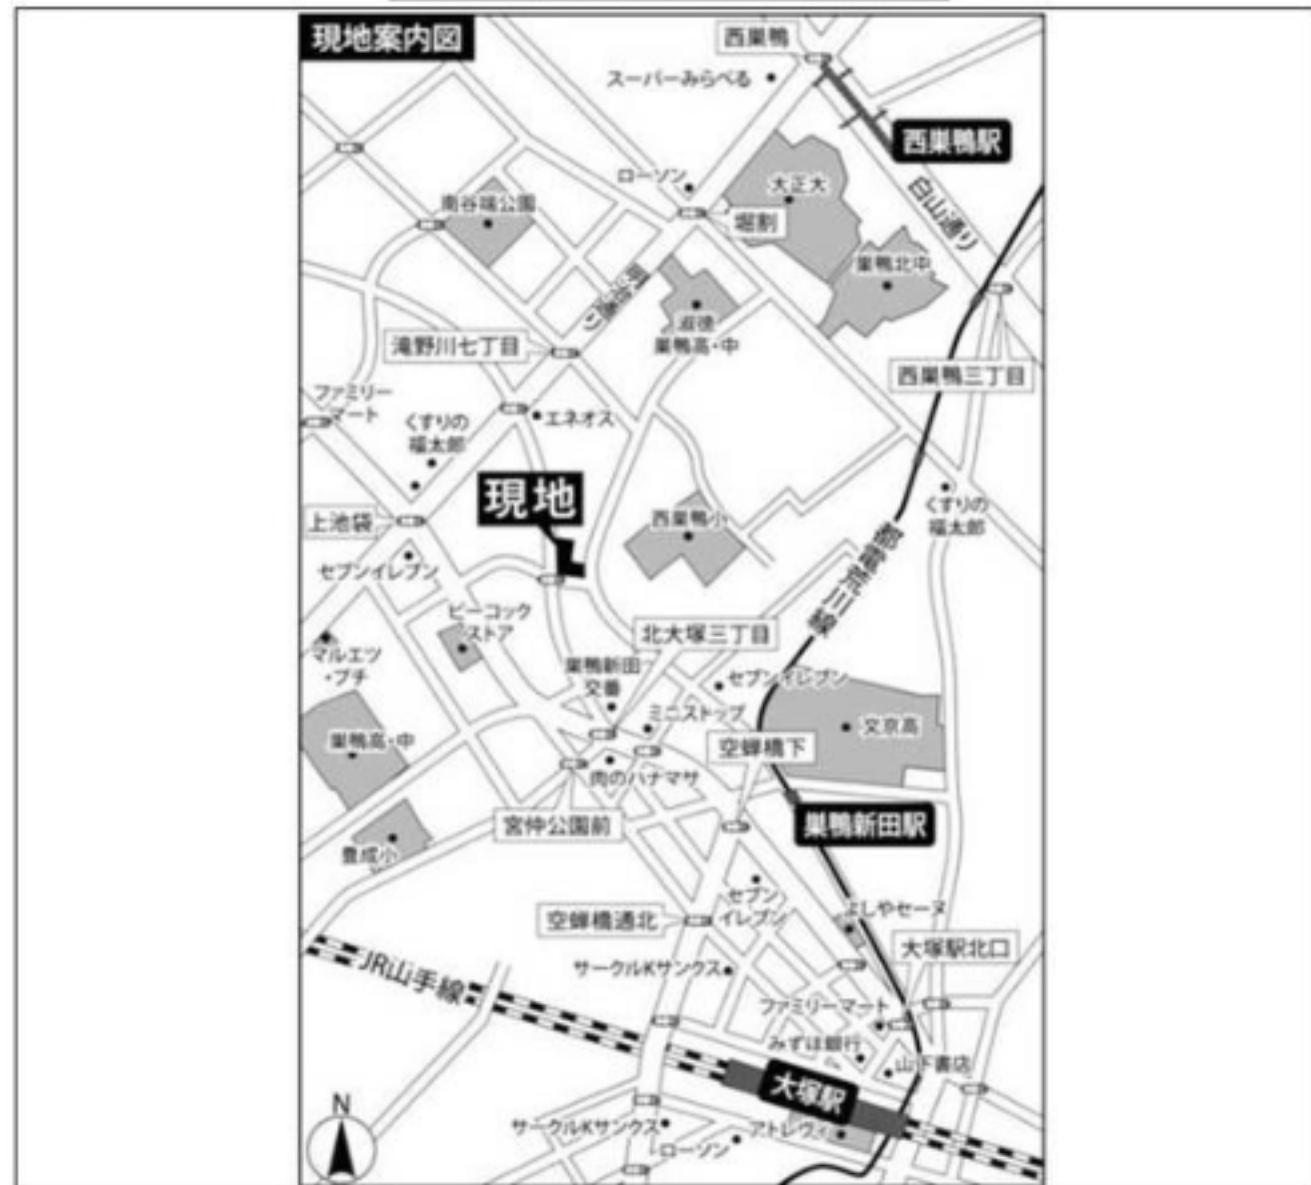 現地案内図
西巣鴨
スーパーみらべる
西巣鴨駅
ローソン
大正大
白山通り
南谷端公園
堀割
巣鴨北中
明治通り
淑徳
巣鴨高・中
滝野川七丁目
西巣鴨三丁目
ファミリー
マート
くすりの
福太郎
エネオス
現地
上池袋
西巣鴨小
くすりの
福太郎
都電荒川線
セブンイレブン
ピーコック
ストア
北大塚三丁目
マルエツ
・プチ
巣鴨新田
交番
セブンイレブン
ミニストップ
文京高
巣鴨高・中
空蝉橋下
肉のハナマサ
宮仲公園前
巣鴨新田駅
豊成小
セブン
イレブン
よしやセーヌ
空蝉橋通北
大塚駅北口
JR山手線
サークルKサンクス
ファミリーマート
みずほ銀行
山下書店
大塚駅
N
サークルKサンクス
アトレヴィ
ローソン